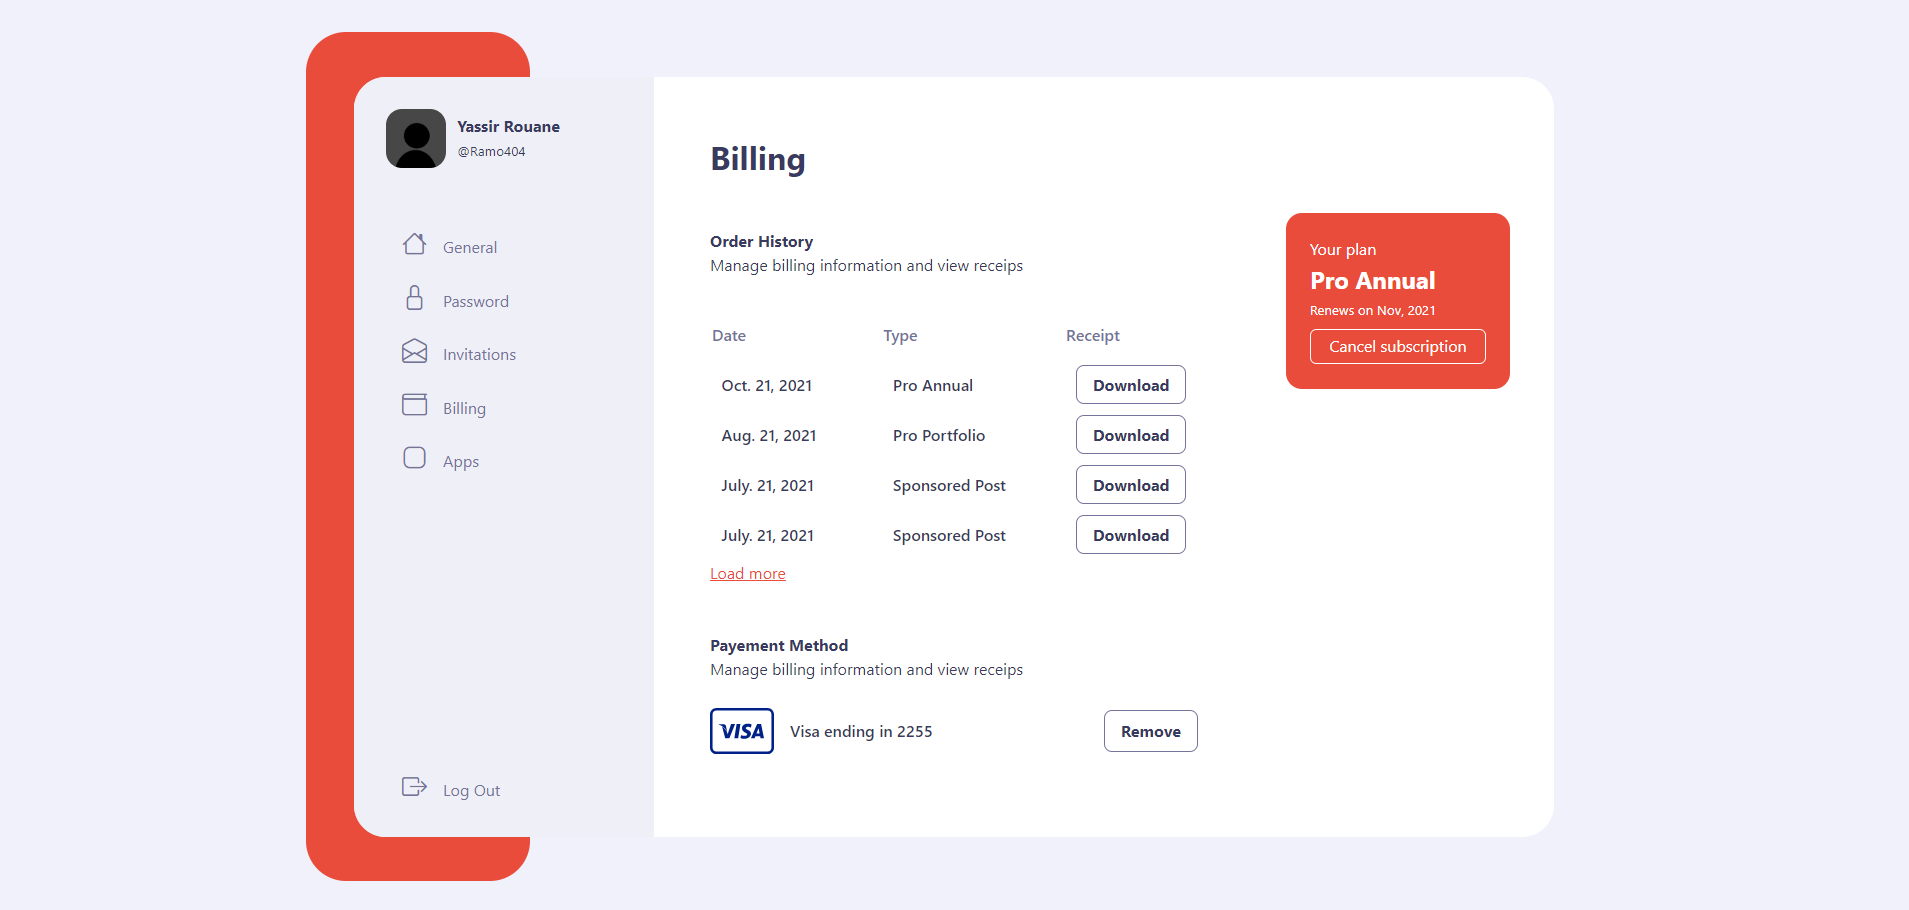 Yassir Rouane
@Ramo404
General
Password
Invitations
Billing
Apps
Log Out
Billing
Order History
Manage billing information and view receips
Date Type Receipt
Oct. 21, 2021 Pro Annual Download
Aug. 21, 2021 Pro Portfolio Download
July. 21, 2021 Sponsored Post Download
July. 21, 2021 Sponsored Post Download
Load more
Payement Method
Manage billing information and view receips
VISA Visa ending in 2255 Remove
Your plan
Pro Annual
Renews on Nov, 2021
Cancel subscription